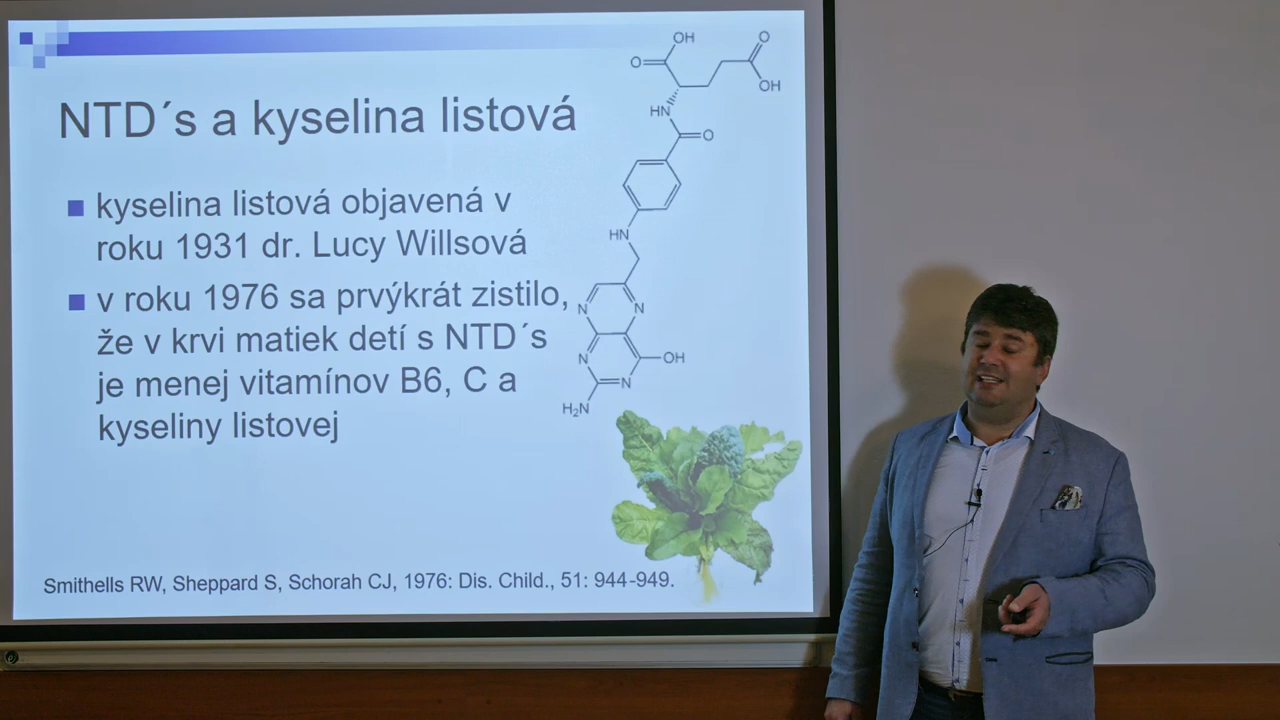 NTD´s a kyselina listová
kyselina listová objavená v
roku 1931 dr. Lucy Willsová
v roku 1976 sa prvýkrát zistilo,
že v krvi matiek detí s NTD´s
je menej vitamínov B6, C a
kyseliny listovej
OH
O
O
OH
HN
O
HN
N
N
N
OH
N
H₂N
Smithells RW, Sheppard S, Schorah CJ, 1976: Dis. Child., 51: 944-949.